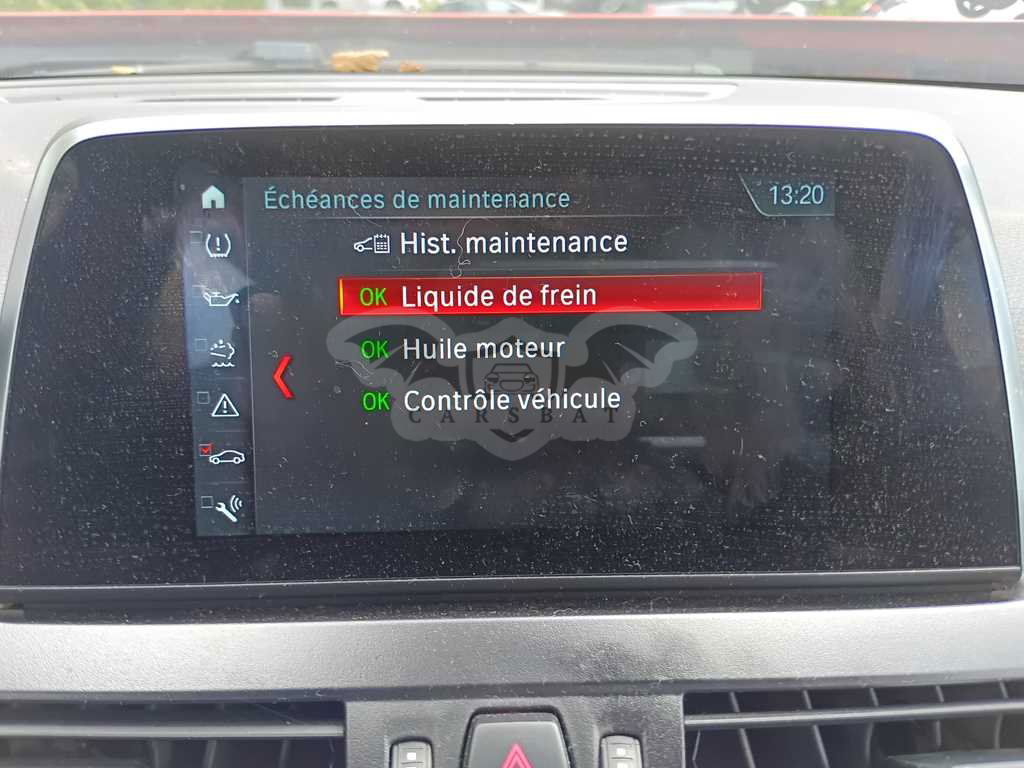 Échéances de maintenance 13:20
Hist. maintenance
OK Liquide de frein
OK Huile moteur
OK Contrôle véhicule
CARSBAT